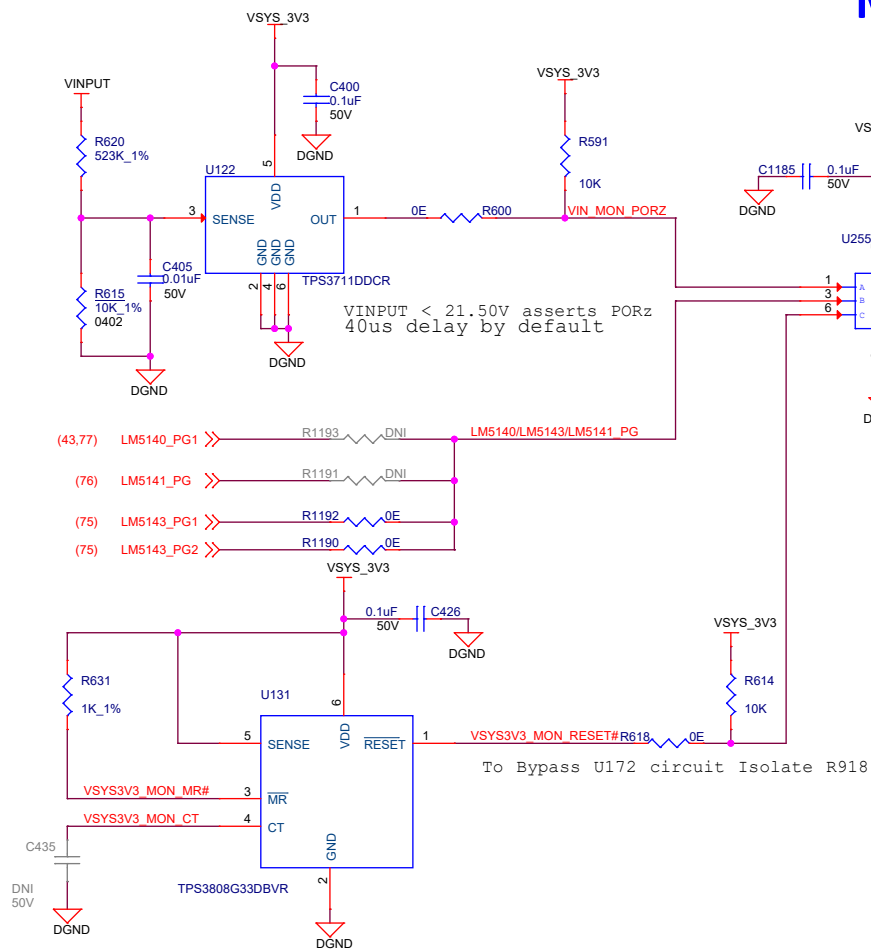 VSYS_3V3
VINPUT
C400
0.1uF
50V
DGND
R620
523K_1%
U122
5
VDD
3
SENSE
OUT
1
GND
GND
GND
2
4
6
TPS3711DDCR
C405
0.01uF
50V
R615
10K_1%
0402
DGND
DGND
0E
R600
VSYS_3V3
R591
10K
VIN_MON_PORZ
VINPUT < 21.50V asserts PORz
40us delay by default
VS
C1185
0.1uF
50V
DGND
U255
1
A
3
B
6
C
D
(43,77)
LM5140_PG1
R1193
DNI
LM5140/LM5143/LM5141_PG
(76)
LM5141_PG
R1191
DNI
(75)
LM5143_PG1
R1192
0E
(75)
LM5143_PG2
R1190
0E
VSYS_3V3
0.1uF
C426
50V
DGND
R631
1K_1%
U131
6
VDD
5
SENSE
RESET
1
VSYS3V3_MON_RESET#
R618
0E
VSYS_3V3
R614
10K
To Bypass U172 circuit Isolate R918
VSYS3V3_MON_MR#
3
MR
VSYS3V3_MON_CT
4
CT
GND
2
C435
DNI
50V
DGND
TPS3808G33DBVR
DGND